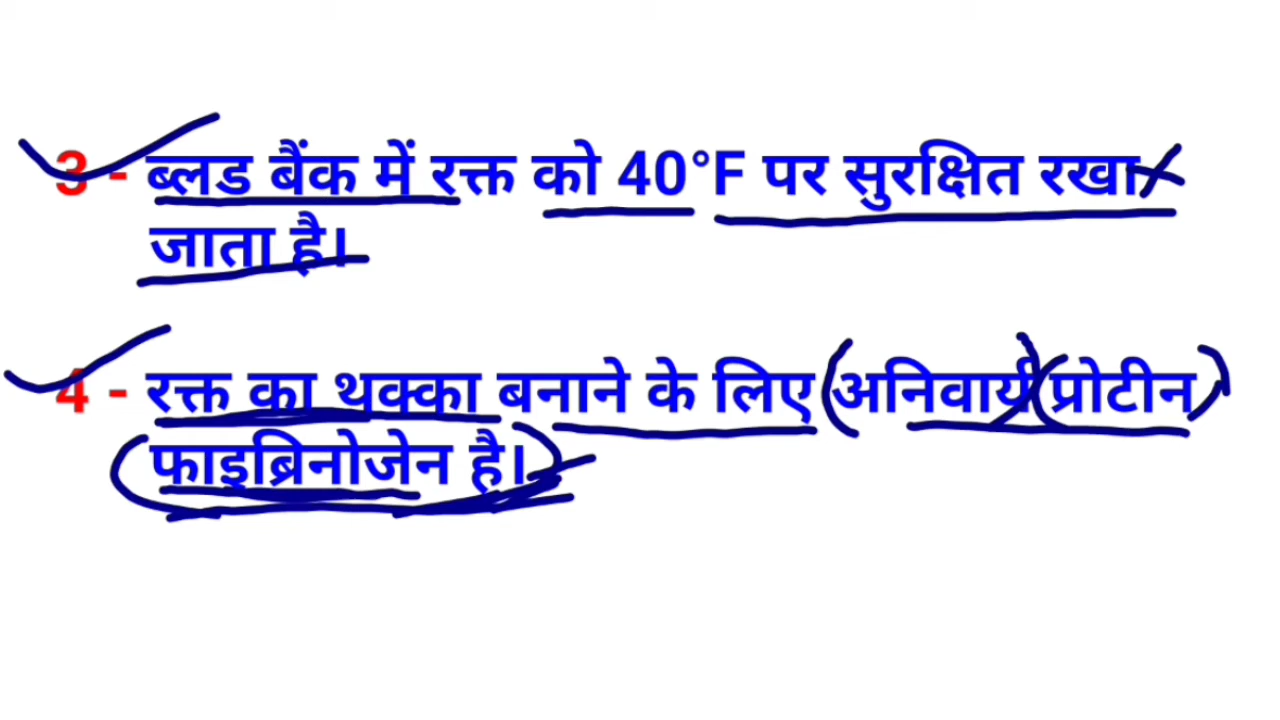 3 - ब्लड बैंक में रक्त को 40°F पर सुरक्षित रखा
जाता है।
4 - रक्त का थक्का बनाने के लिए अनिवार्य प्रोटीन
फाइब्रिनोजेन है।